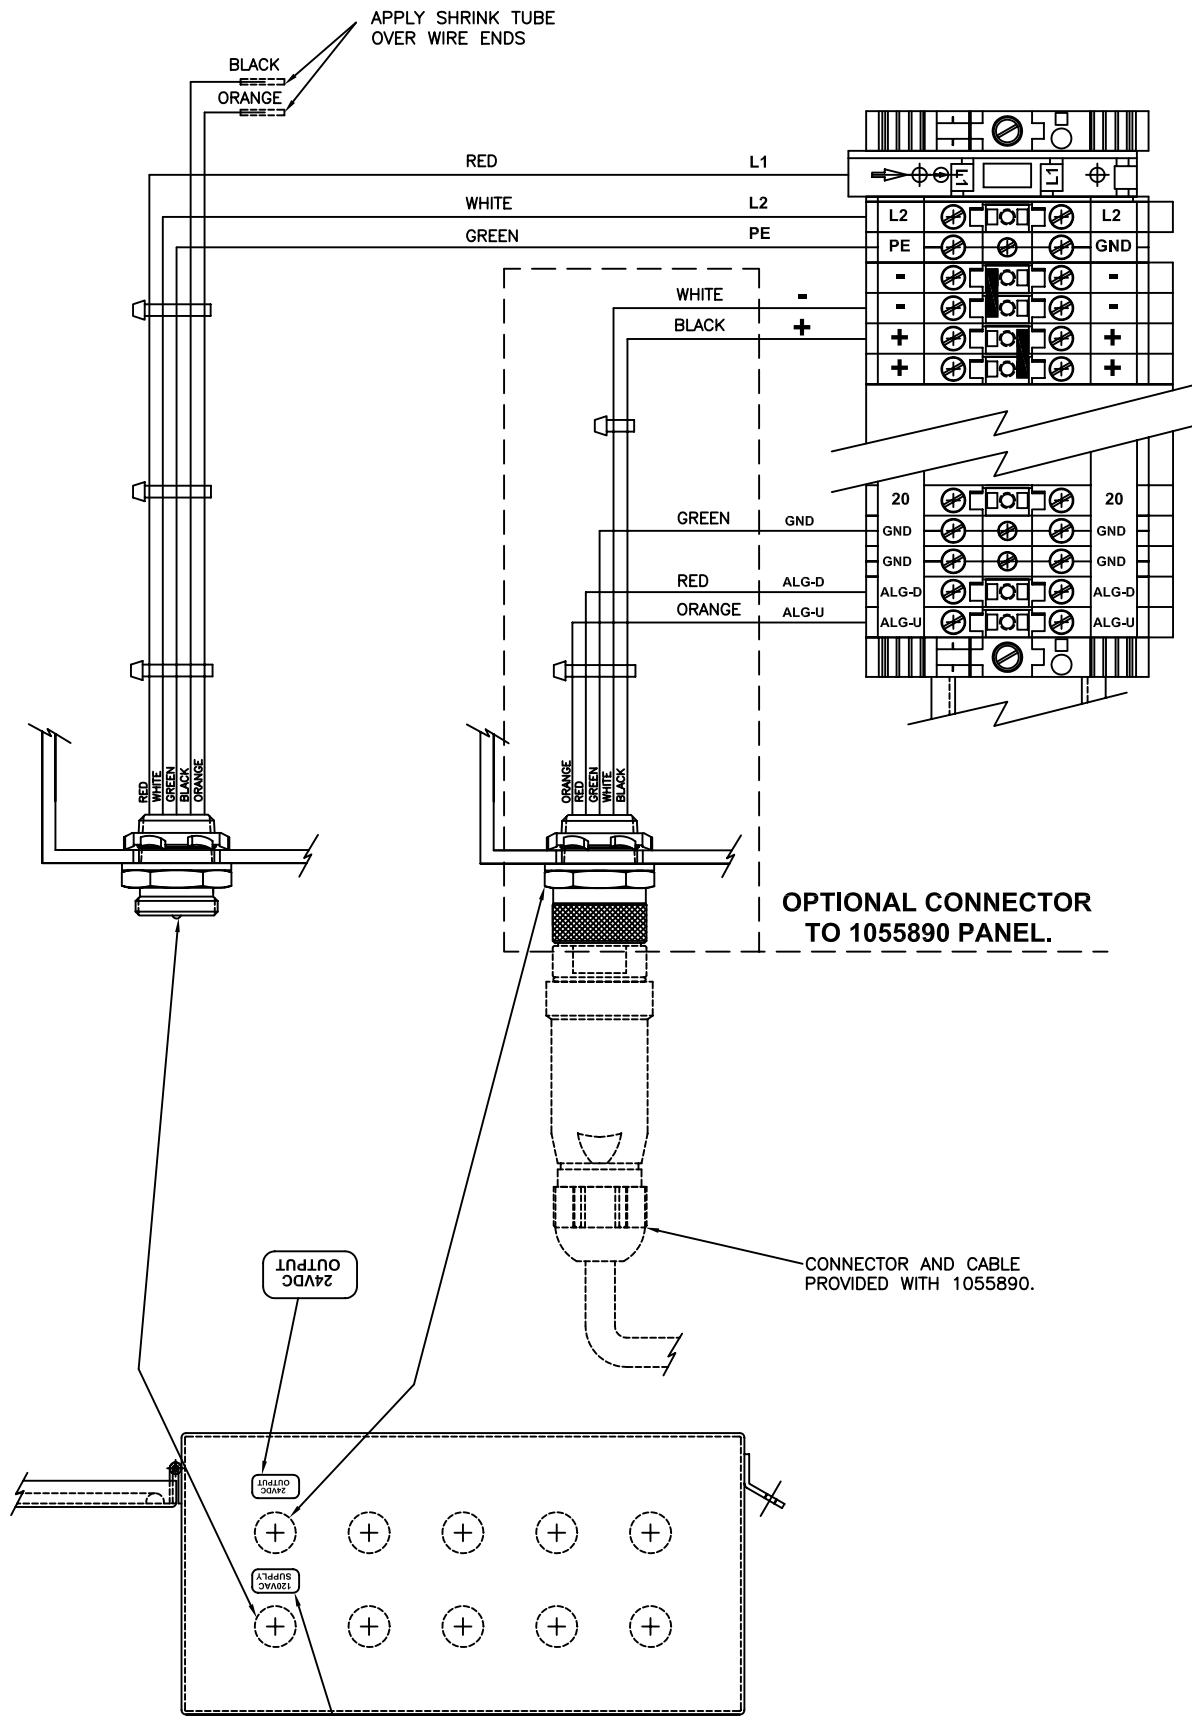 APPLY SHRINK TUBE
OVER WIRE ENDS
BLACK
ORANGE
RED L1
L1 L1
WHITE L2
L2 L2
GREEN PE
PE GND
- -
WHITE -
- -
BLACK +
+ +
+ +
20 20
GREEN GND
GND GND
GND GND
RED ALG-D
ALG-D ALG-D
ORANGE ALG-U
ALG-U ALG-U
RED
WHITE
GREEN
BLACK
ORANGE
ORANGE
RED
GREEN
WHITE
BLACK
OPTIONAL CONNECTOR
TO 1055890 PANEL.
CONNECTOR AND CABLE
PROVIDED WITH 1055890.
24VDC
OUTPUT
24VDC
OUTPUT
120VAC
SUPPLY